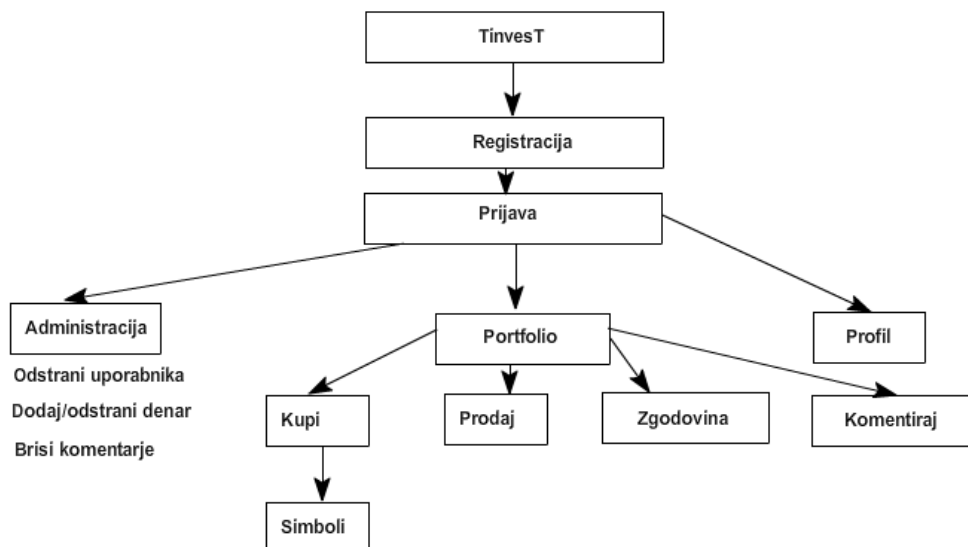 TinvesT
Registracija
Prijava
Administracija
Portfolio
Profil
Odstrani uporabnika
Dodaj/odstrani denar
Brisi komentarje
Kupi
Prodaj
Zgodovina
Komentiraj
Simboli